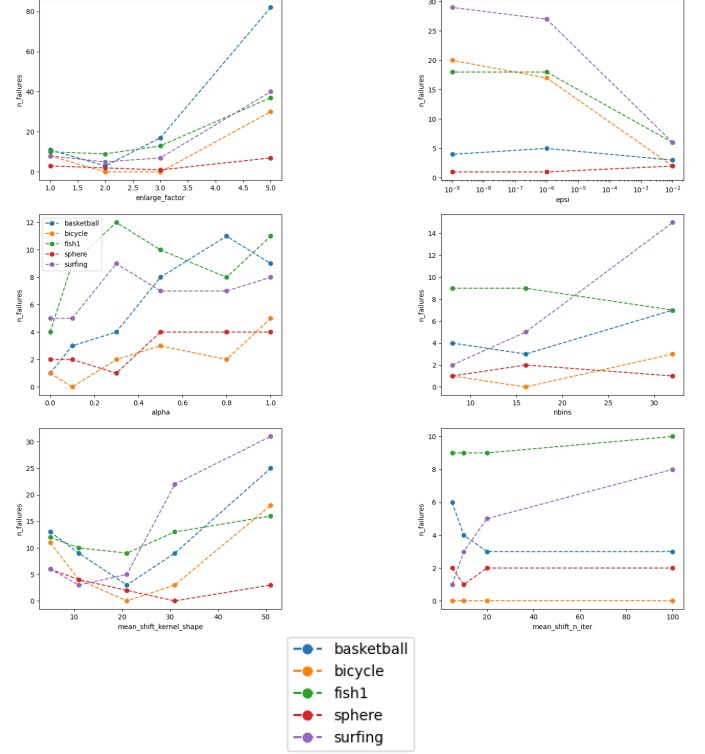 80
60
40
20
0
n_failures
1.0 1.5 2.0 2.5 3.0 3.5 4.0 4.5 5.0
enlarge_factor
30
25
20
15
10
5
0
n_failures
10⁻⁹ 10⁻⁸ 10⁻⁷ 10⁻⁶ 10⁻⁵ 10⁻⁴ 10⁻³ 10⁻²
epsi
12
10
8
6
4
2
0
n_failures
basketball
bicycle
fish1
sphere
surfing
0.0 0.2 0.4 0.6 0.8 1.0
alpha
14
12
10
8
6
4
2
0
n_failures
10 15 20 25 30
nbins
30
25
20
15
10
5
0
n_failures
10 20 30 40 50
mean_shift_kernel_shape
10
8
6
4
2
0
n_failures
20 40 60 80 100
mean_shift_n_iter
basketball
bicycle
fish1
sphere
surfing